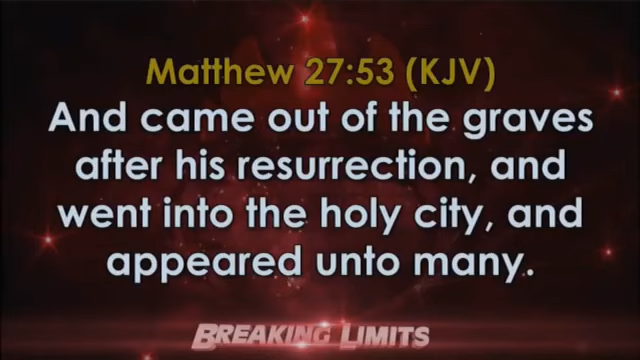 Matthew 27:53 (KJV)
And came out of the graves
after his resurrection, and
went into the holy city, and
appeared unto many.
BREAKING LIMITS